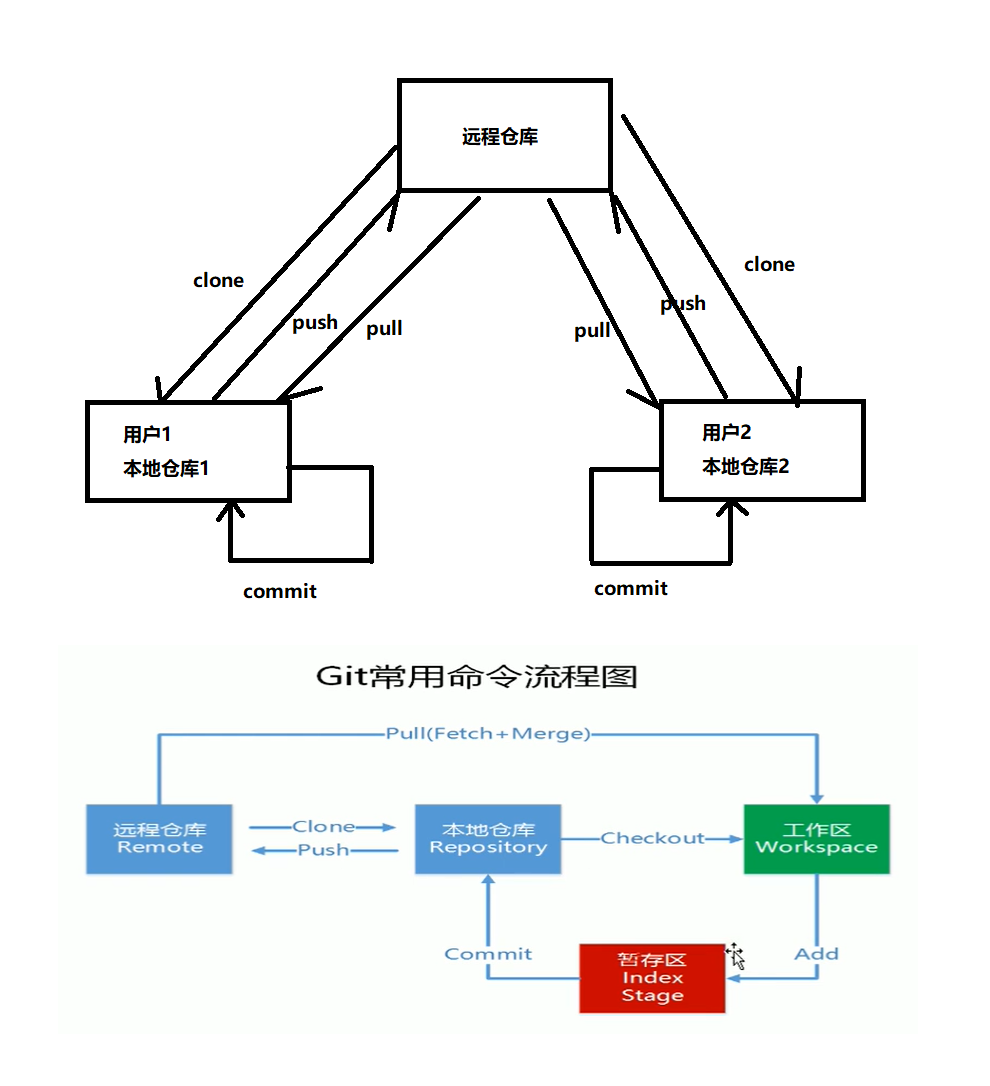 远程仓库
clone
clone
push
push
pull
pull
用户1
本地仓库1
用户2
本地仓库2
commit
commit
Git常用命令流程图
Pull(Fetch+Merge)
远程仓库
Remote
Clone
Push
本地仓库
Repository
Checkout
工作区
Workspace
Commit
暂存区
Index
Stage
Add